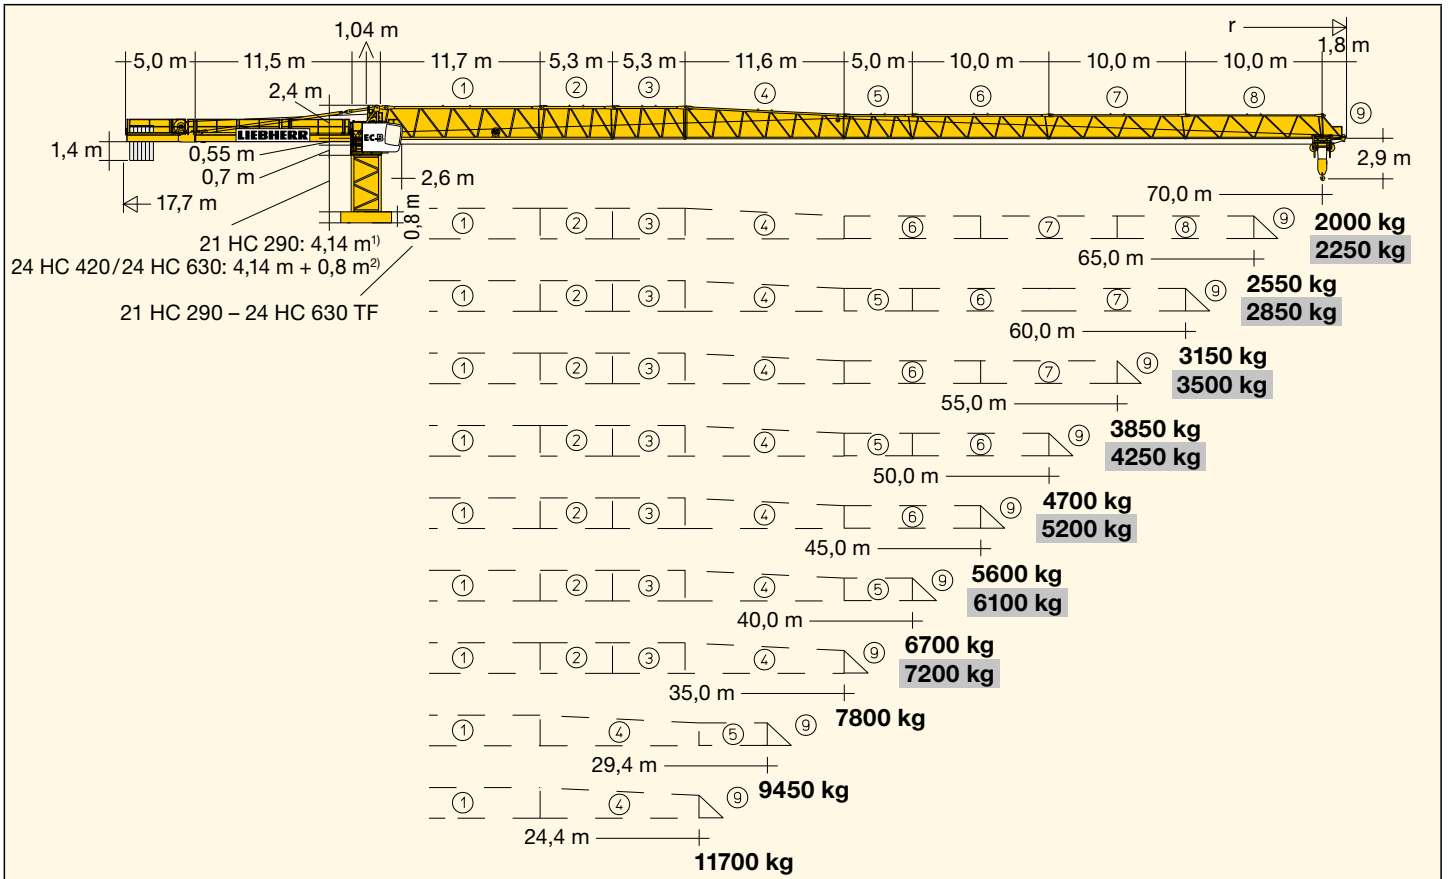 1,04 m
r
1,8 m
5,0 m 11,5 m 11,7 m 5,3 m 5,3 m 11,6 m 5,0 m 10,0 m 10,0 m 10,0 m
1 2 3 4 5 6 7 8 9
2,4 m
LIEBHERR
EC-B
1,4 m
0,55 m
0,7 m
2,9 m
2,6 m
17,7 m
0,8 m
70,0 m
1 2 3 4 6 7 8 9
2000 kg
2250 kg
21 HC 290: 4,14 m1)
24 HC 420/24 HC 630: 4,14 m + 0,8 m2)
21 HC 290 – 24 HC 630 TF
65,0 m
1 2 3 4 5 6 7 9
2550 kg
2850 kg
60,0 m
1 2 3 4 6 7 9
3150 kg
3500 kg
55,0 m
1 2 3 4 5 6 9
3850 kg
4250 kg
50,0 m
1 2 3 4 6 9
4700 kg
5200 kg
45,0 m
1 2 3 4 5 9
5600 kg
6100 kg
40,0 m
1 2 3 4 9
6700 kg
7200 kg
35,0 m
7800 kg
1 4 5 9
29,4 m
9450 kg
1 4 9
24,4 m
11700 kg